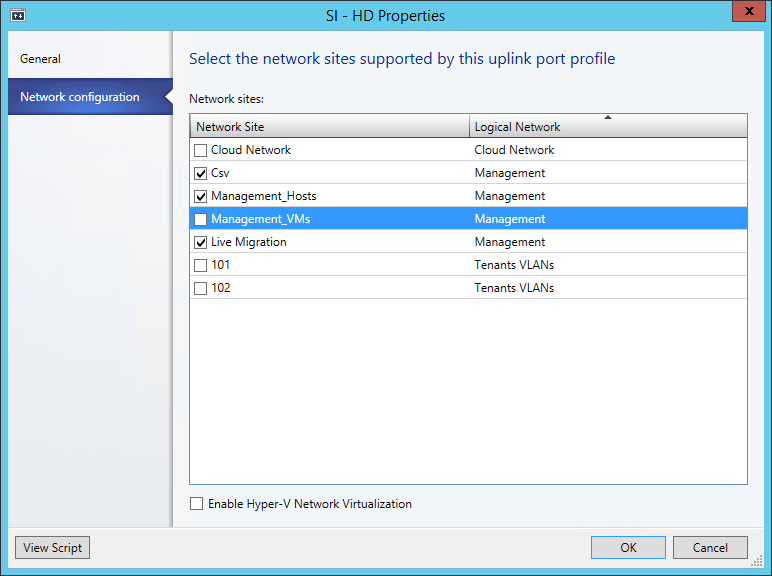 SI - HD Properties
General
Network configuration
Select the network sites supported by this uplink port profile
Network sites:
Network Site Logical Network
Cloud Network Cloud Network
Csv Management
Management_Hosts Management
Management_VMs Management
Live Migration Management
101 Tenants VLANs
102 Tenants VLANs
Enable Hyper-V Network Virtualization
View Script OK Cancel